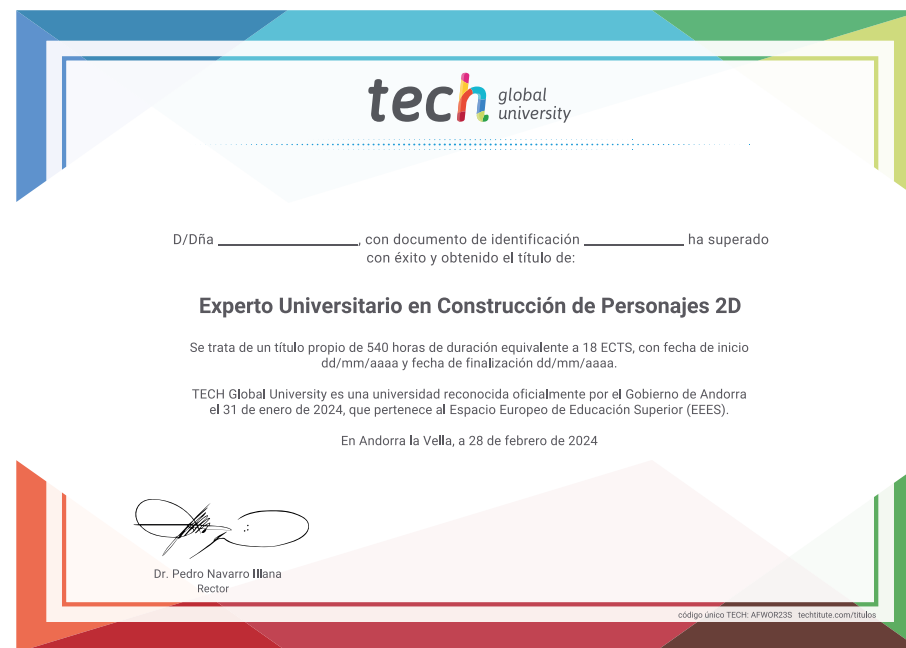 tech global university
D/Dña ______________, con documento de identificación __________ ha superado
con éxito y obtenido el título de:
Experto Universitario en Construcción de Personajes 2D
Se trata de un título propio de 540 horas de duración equivalente a 18 ECTS, con fecha de inicio
dd/mm/aaaa y fecha de finalización dd/mm/aaaa.
TECH Global University es una universidad reconocida oficialmente por el Gobierno de Andorra
el 31 de enero de 2024, que pertenece al Espacio Europeo de Educación Superior (EEES).
En Andorra la Vella, a 28 de febrero de 2024
Dr. Pedro Navarro Illana
Rector
código único TECH: AFWOR23S techtitute.com/titulos